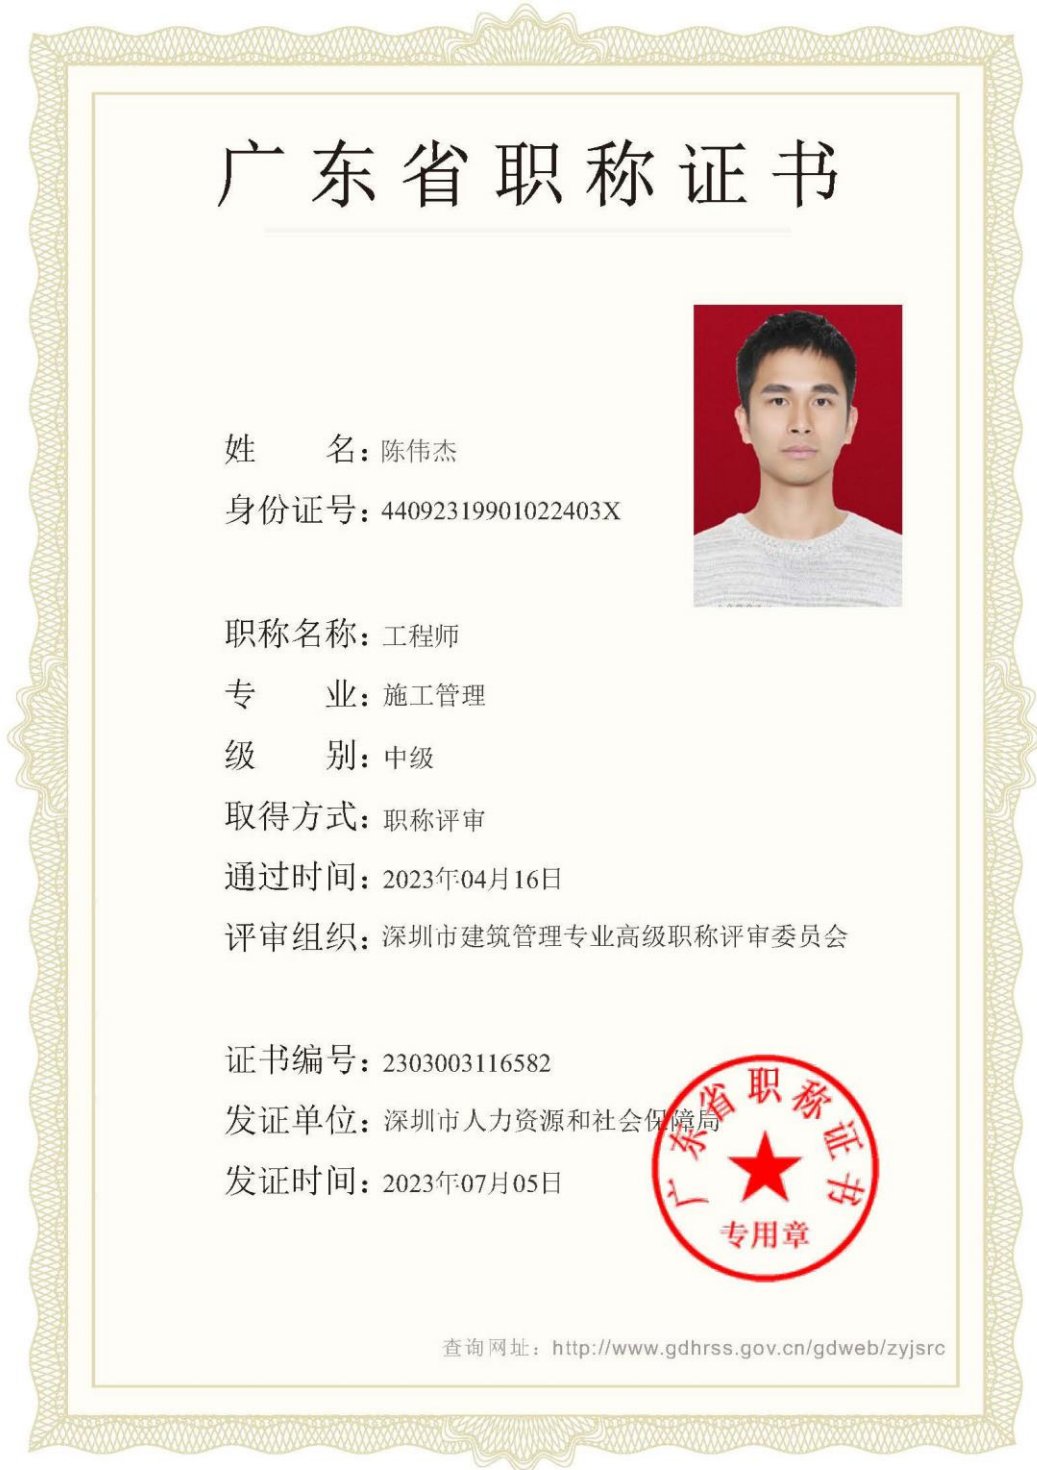 广东省职称证书
姓 名：陈伟杰
身份证号：44092319901022403X
职称名称：工程师
专 业：施工管理
级 别：中级
取得方式：职称评审
通过时间：2023年04月16日
评审组织：深圳市建筑管理专业高级职称评审委员会
证书编号：2303003116582
发证单位：深圳市人力资源和社会保障局
发证时间：2023年07月05日
广东省职称证书
专用章
查询网址：http://www.gdhrss.gov.cn/gdweb/zyjsrc